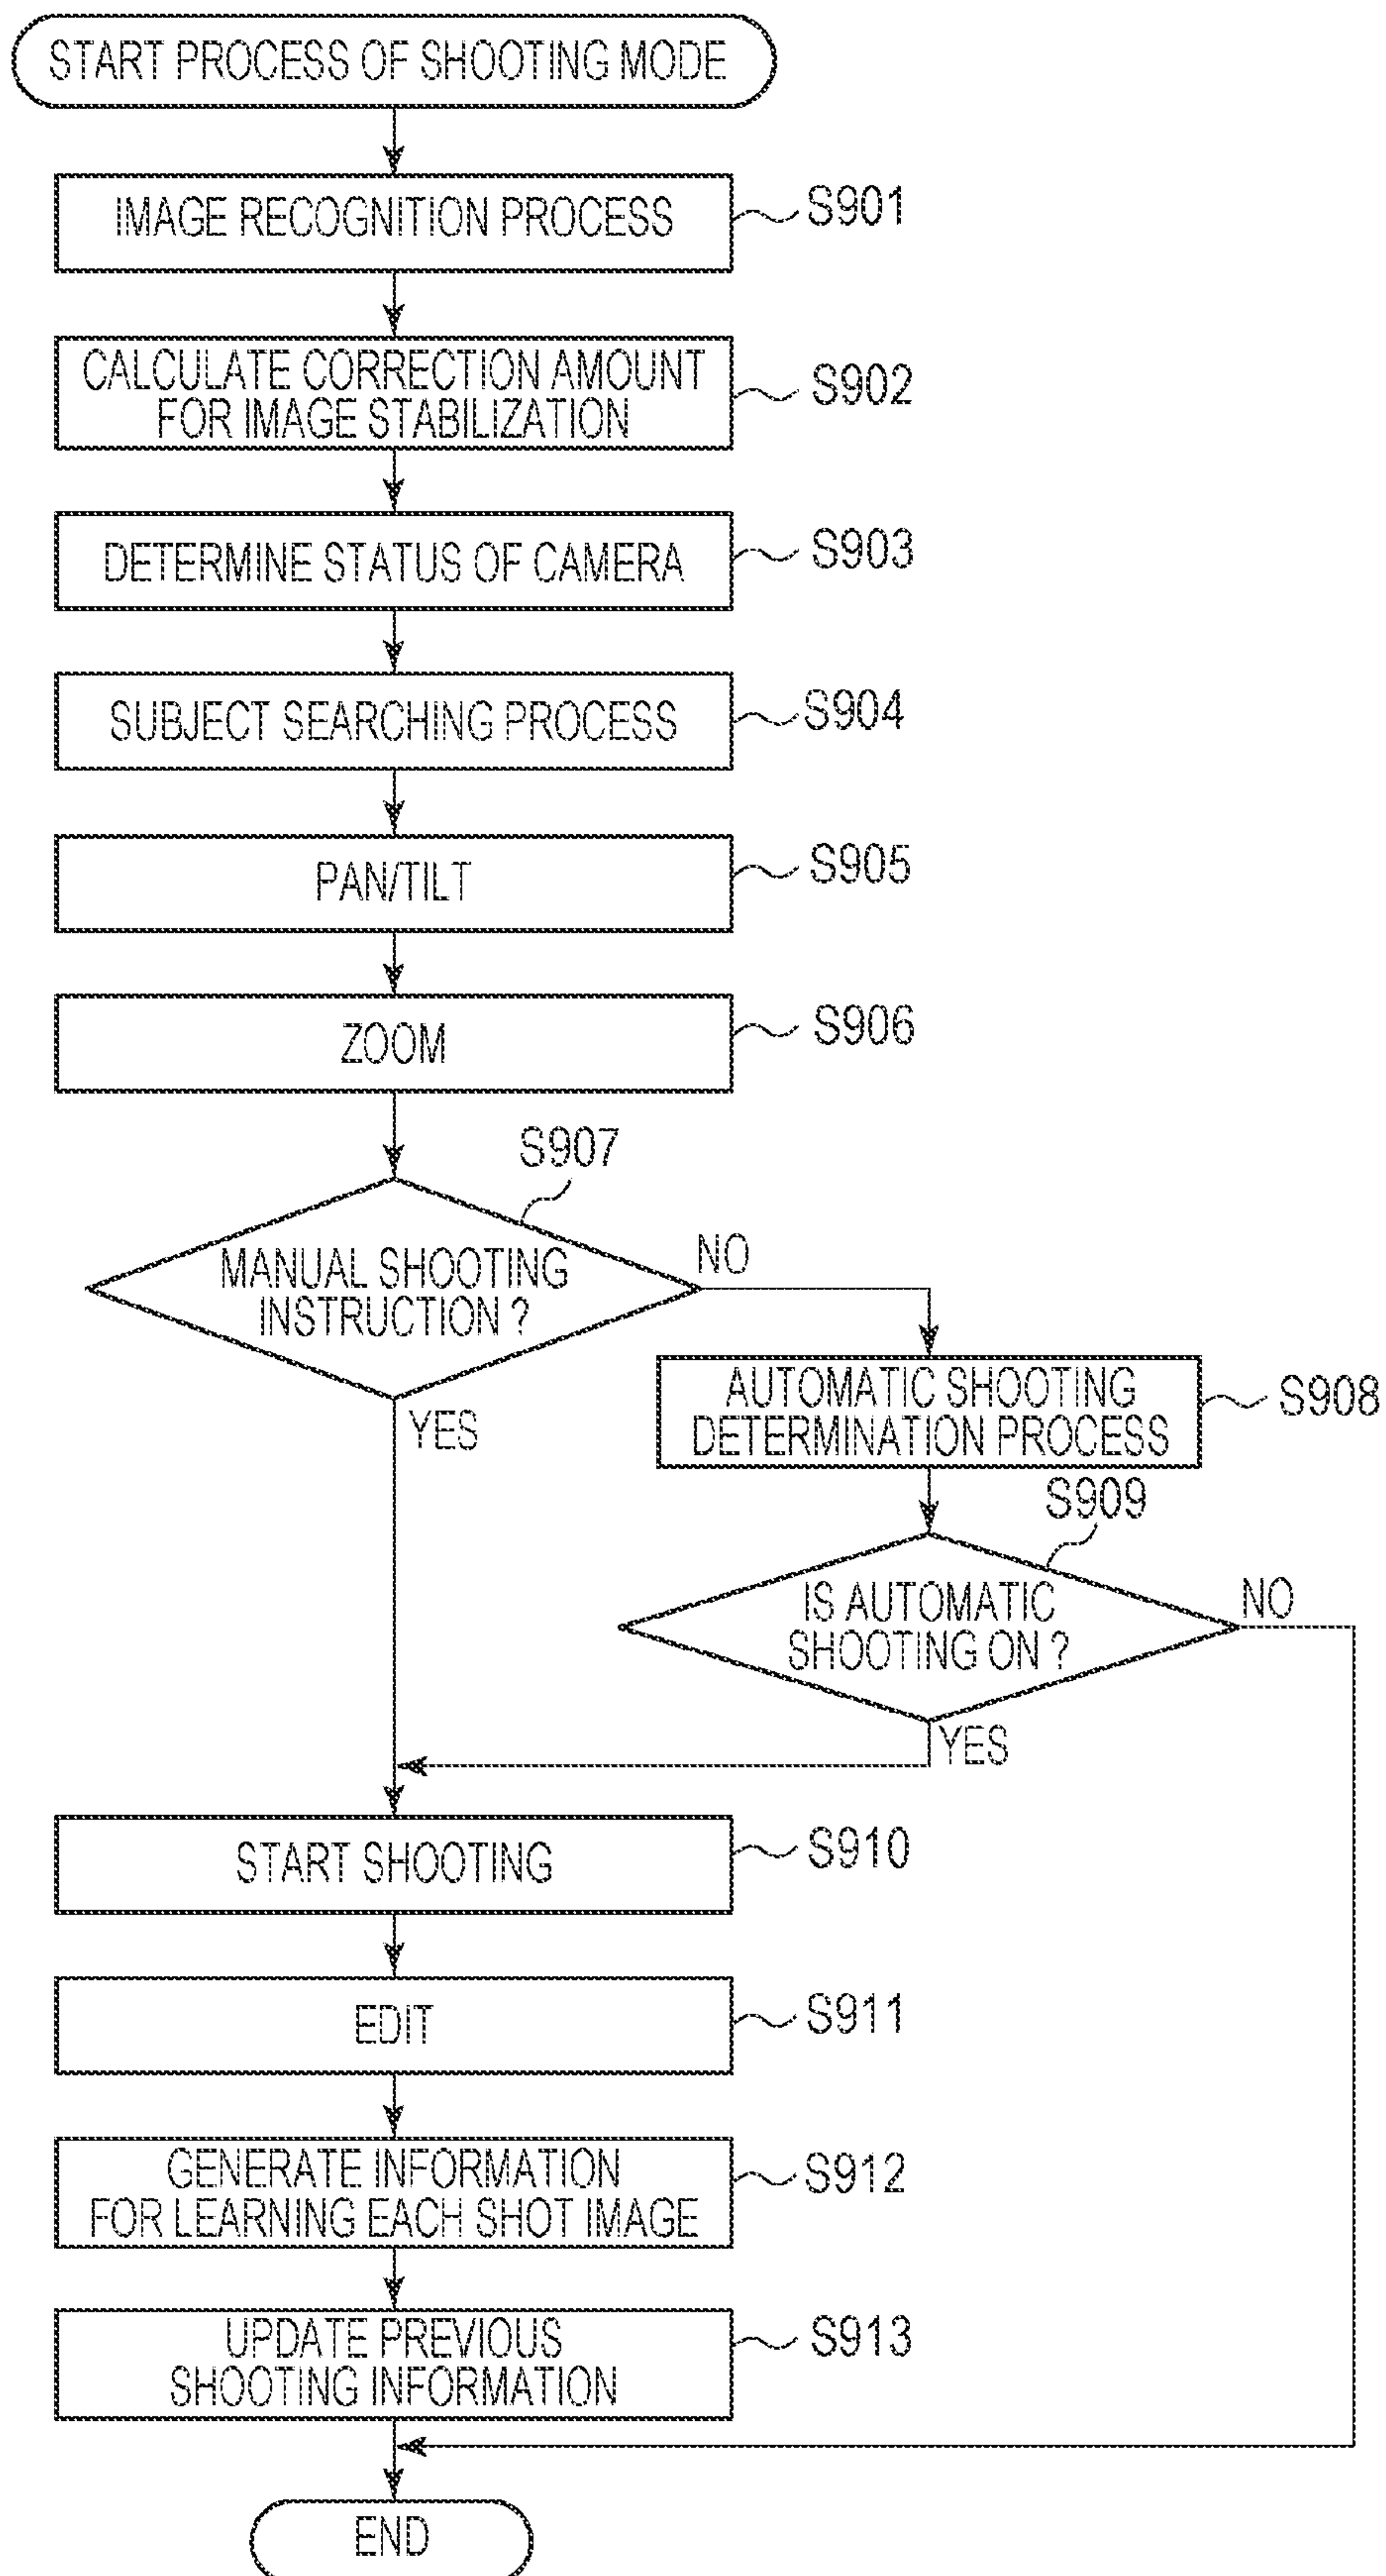 START PROCESS OF SHOOTING MODE
IMAGE RECOGNITION PROCESS
S901
CALCULATE CORRECTION AMOUNT
FOR IMAGE STABILIZATION
S902
DETERMINE STATUS OF CAMERA
S903
SUBJECT SEARCHING PROCESS
S904
PAN/TILT
S905
ZOOM
S906
S907
MANUAL SHOOTING
INSTRUCTION ?
NO
YES
AUTOMATIC SHOOTING
DETERMINATION PROCESS
S908
S909
IS AUTOMATIC
SHOOTING ON ?
NO
YES
START SHOOTING
S910
EDIT
S911
GENERATE INFORMATION
FOR LEARNING EACH SHOT IMAGE
S912
UPDATE PREVIOUS
SHOOTING INFORMATION
S913
END